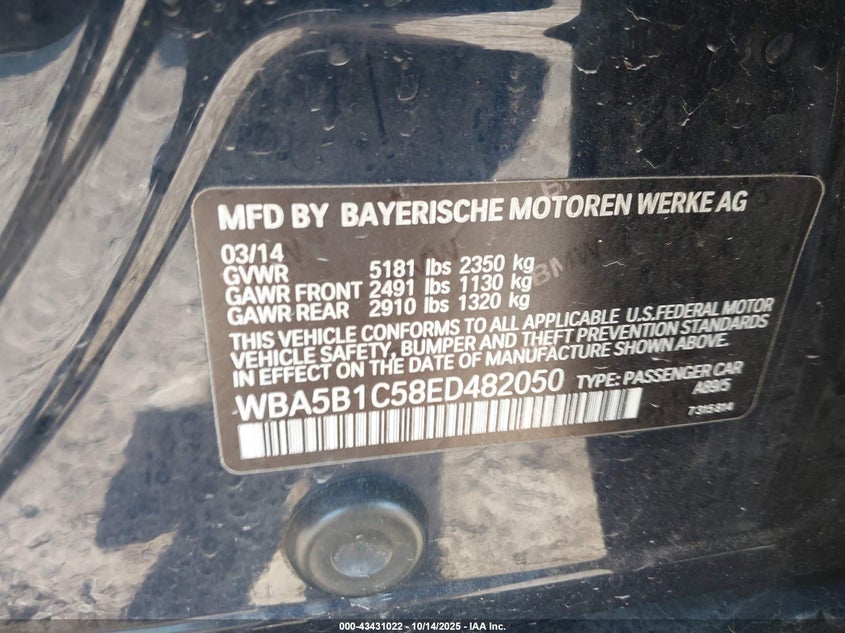 MFD BY BAYERISCHE MOTOREN WERKE AG
03/14
GVWR 5181 lbs 2350 kg
GAWR FRONT 2491 lbs 1130 kg
GAWR REAR 2910 lbs 1320 kg
THIS VEHICLE CONFORMS TO ALL APPLICABLE U.S.FEDERAL MOTOR
VEHICLE SAFETY, BUMPER AND THEFT PREVENTION STANDARDS
IN EFFECT ON THE DATE OF MANUFACTURE SHOWN ABOVE.
WBA5B1C58ED482050 TYPE: PASSENGER CAR
A89/5
7 315 814
BMW
000-43431022 - 10/14/2025 - IAA Inc.